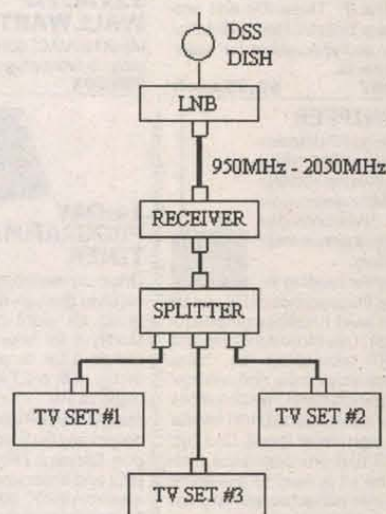 DSS
DISH
LNB
950MHz - 2050MHz
RECEIVER
SPLITTER
TV SET #1
TV SET #2
TV SET #3